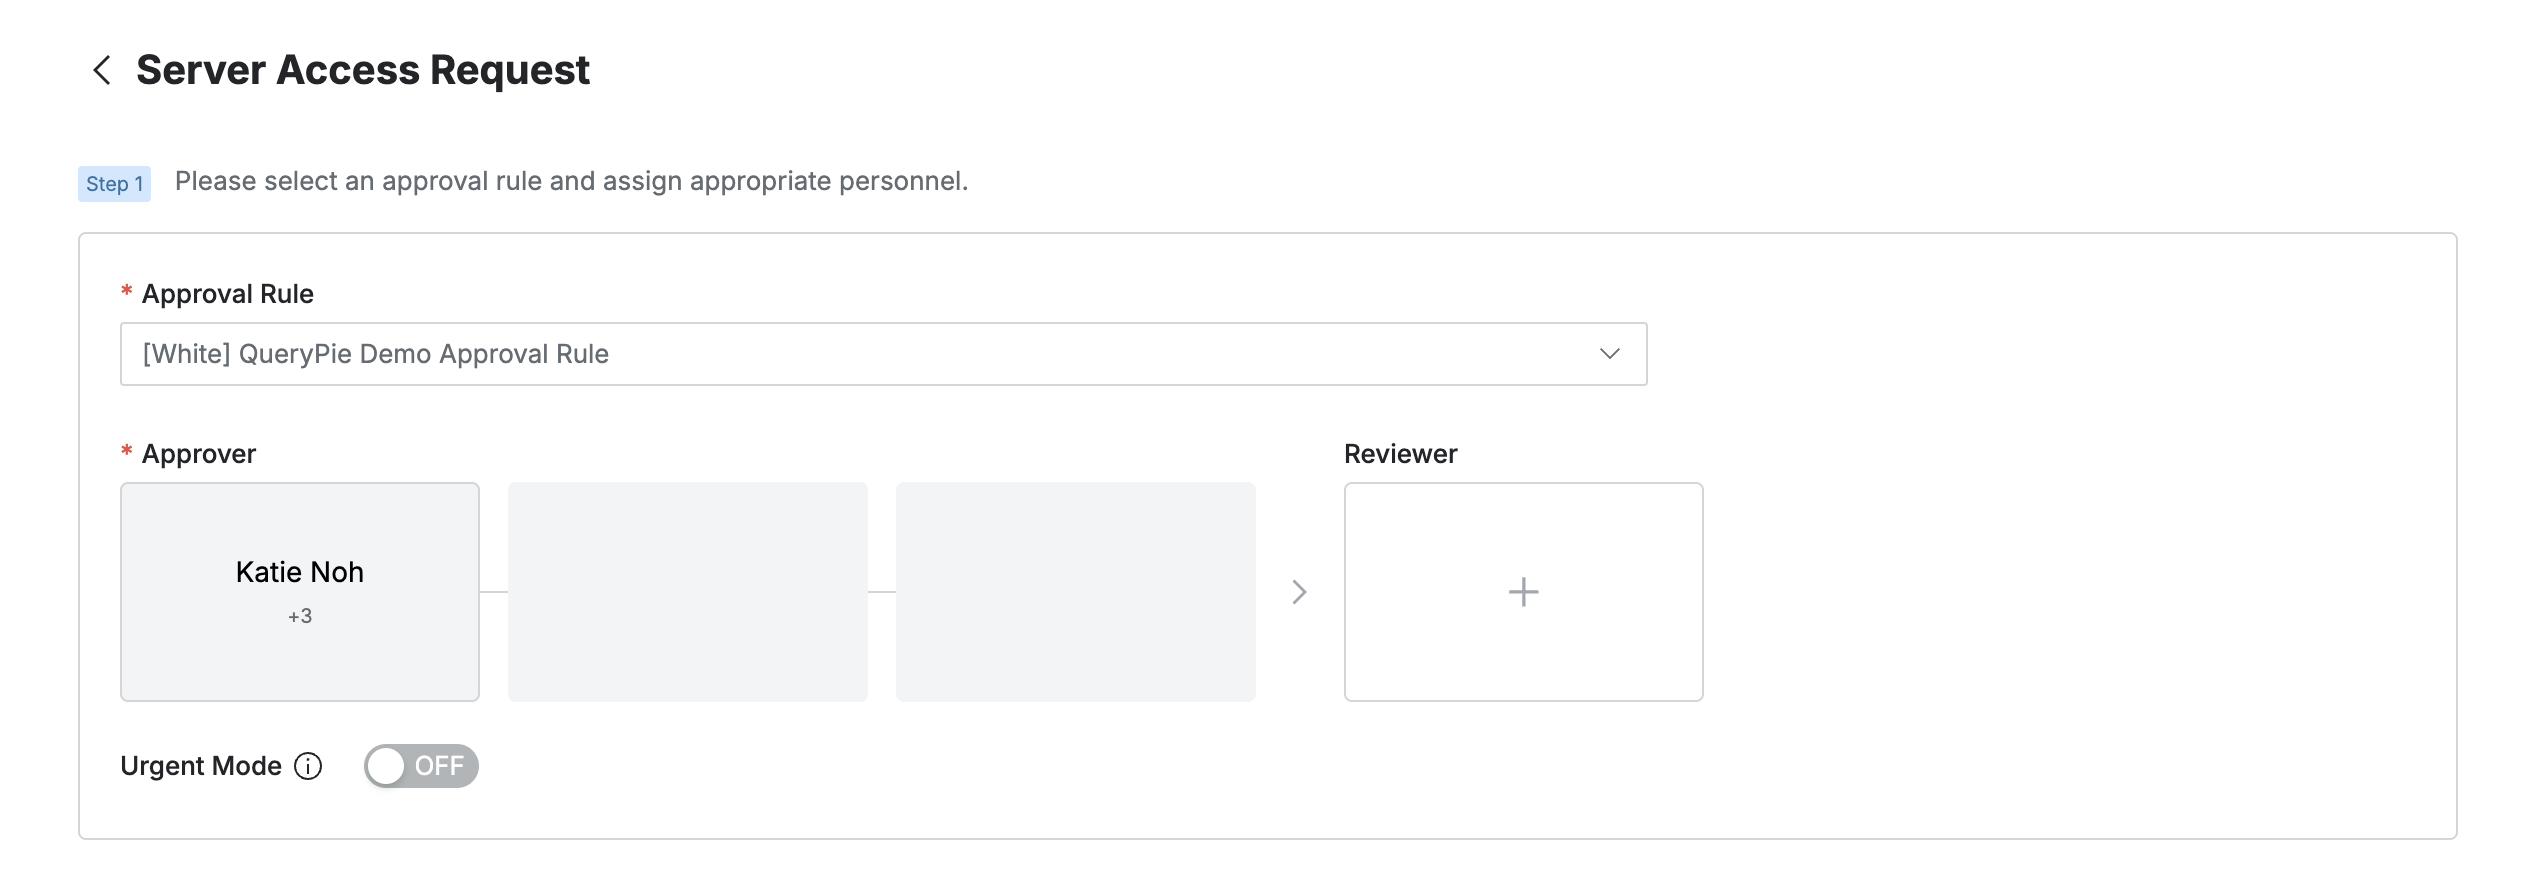 Server Access Request
Step 1 Please select an approval rule and assign appropriate personnel.
* Approval Rule
[White] QueryPie Demo Approval Rule
* Approver
Reviewer
Katie Noh
+3
Urgent Mode
OFF